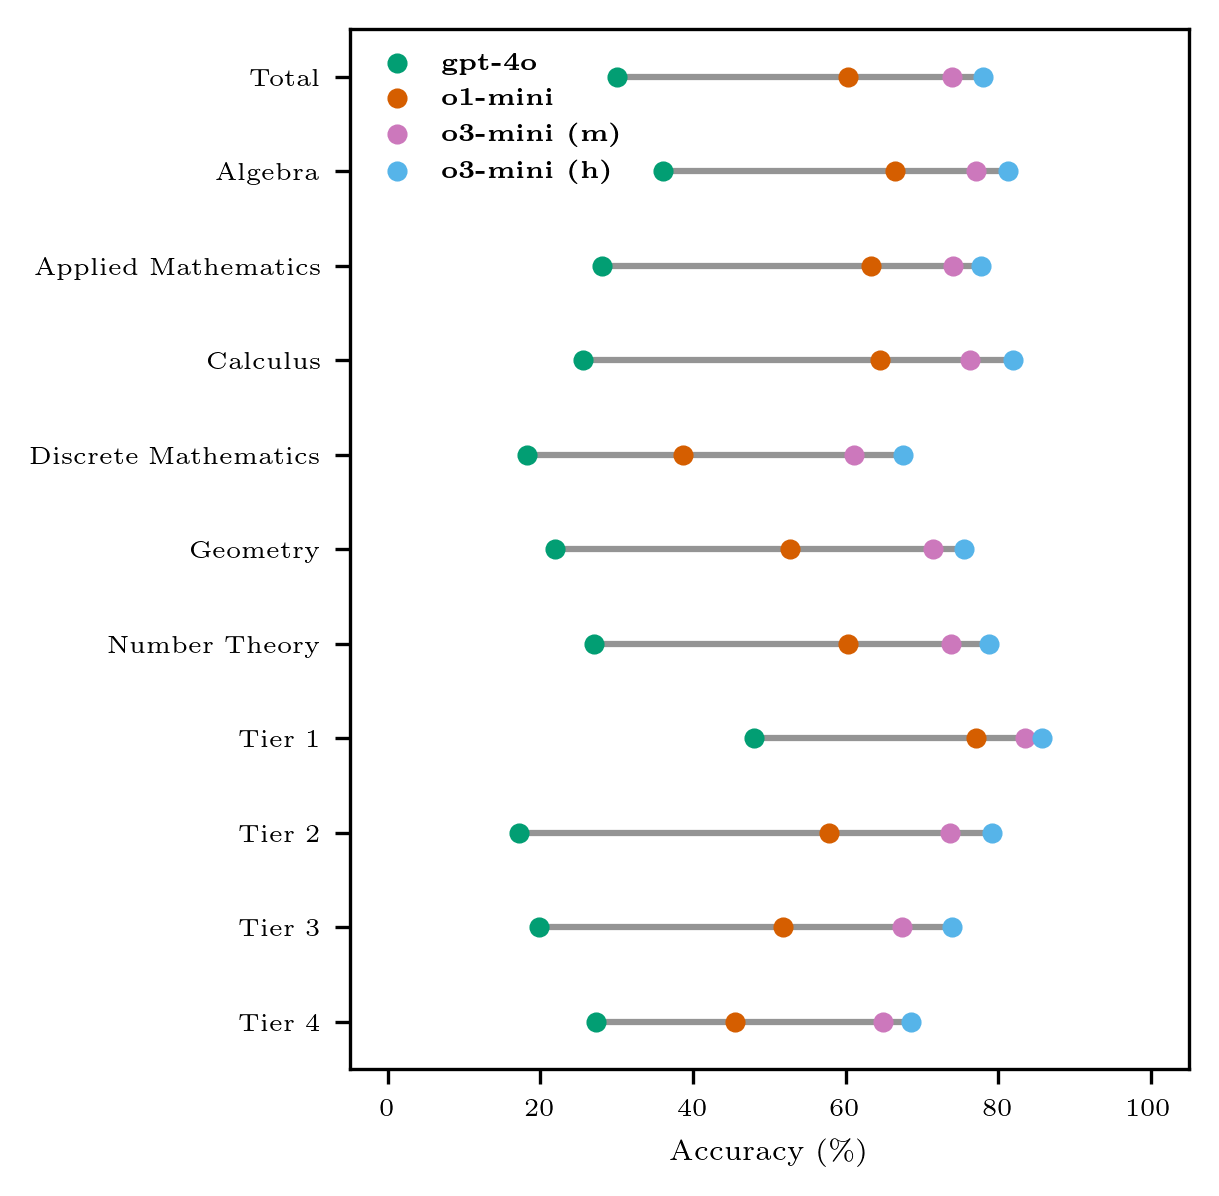 gpt-4o
o1-mini
o3-mini (m)
o3-mini (h)
Total
Algebra
Applied Mathematics
Calculus
Discrete Mathematics
Geometry
Number Theory
Tier 1
Tier 2
Tier 3
Tier 4
0 20 40 60 80 100
Accuracy (%)